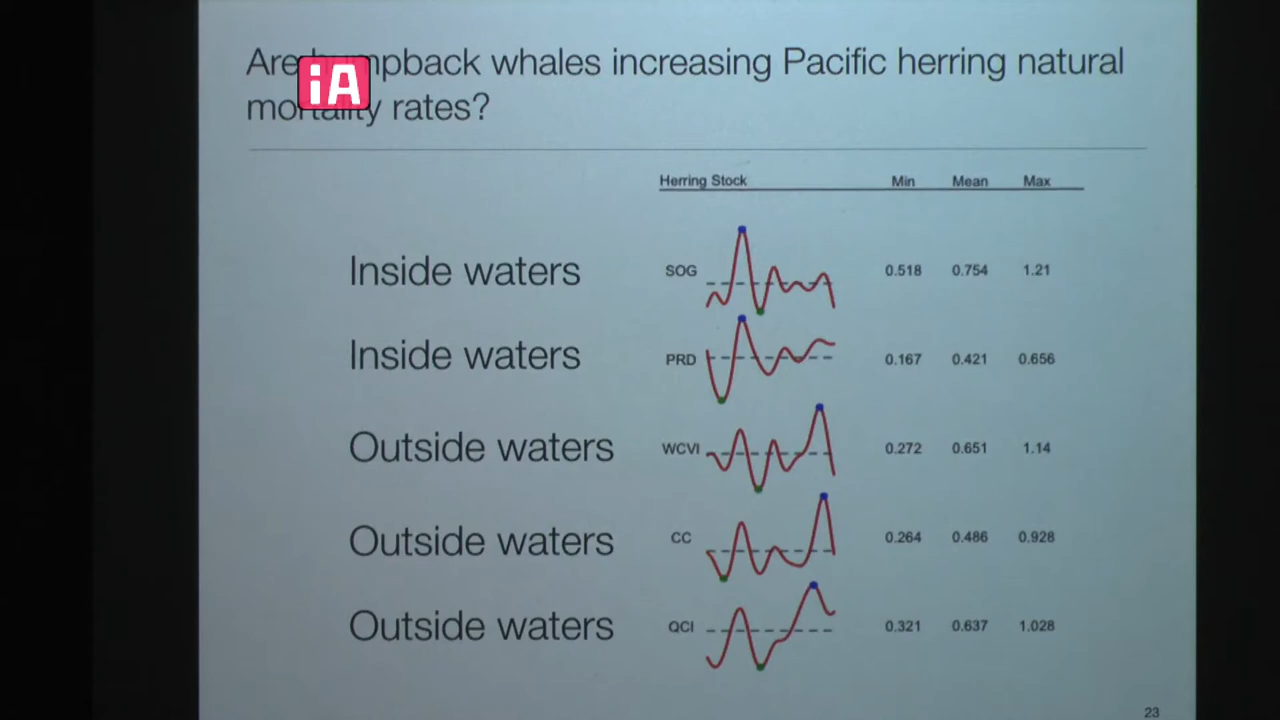 Are humpback whales increasing Pacific herring natural
mortality rates?
iA
Herring Stock Min Mean Max
Inside waters SOG 0.518 0.754 1.21
Inside waters PRD 0.167 0.421 0.656
Outside waters WCVI 0.272 0.651 1.14
Outside waters CC 0.264 0.486 0.928
Outside waters QCI 0.321 0.637 1.028
23